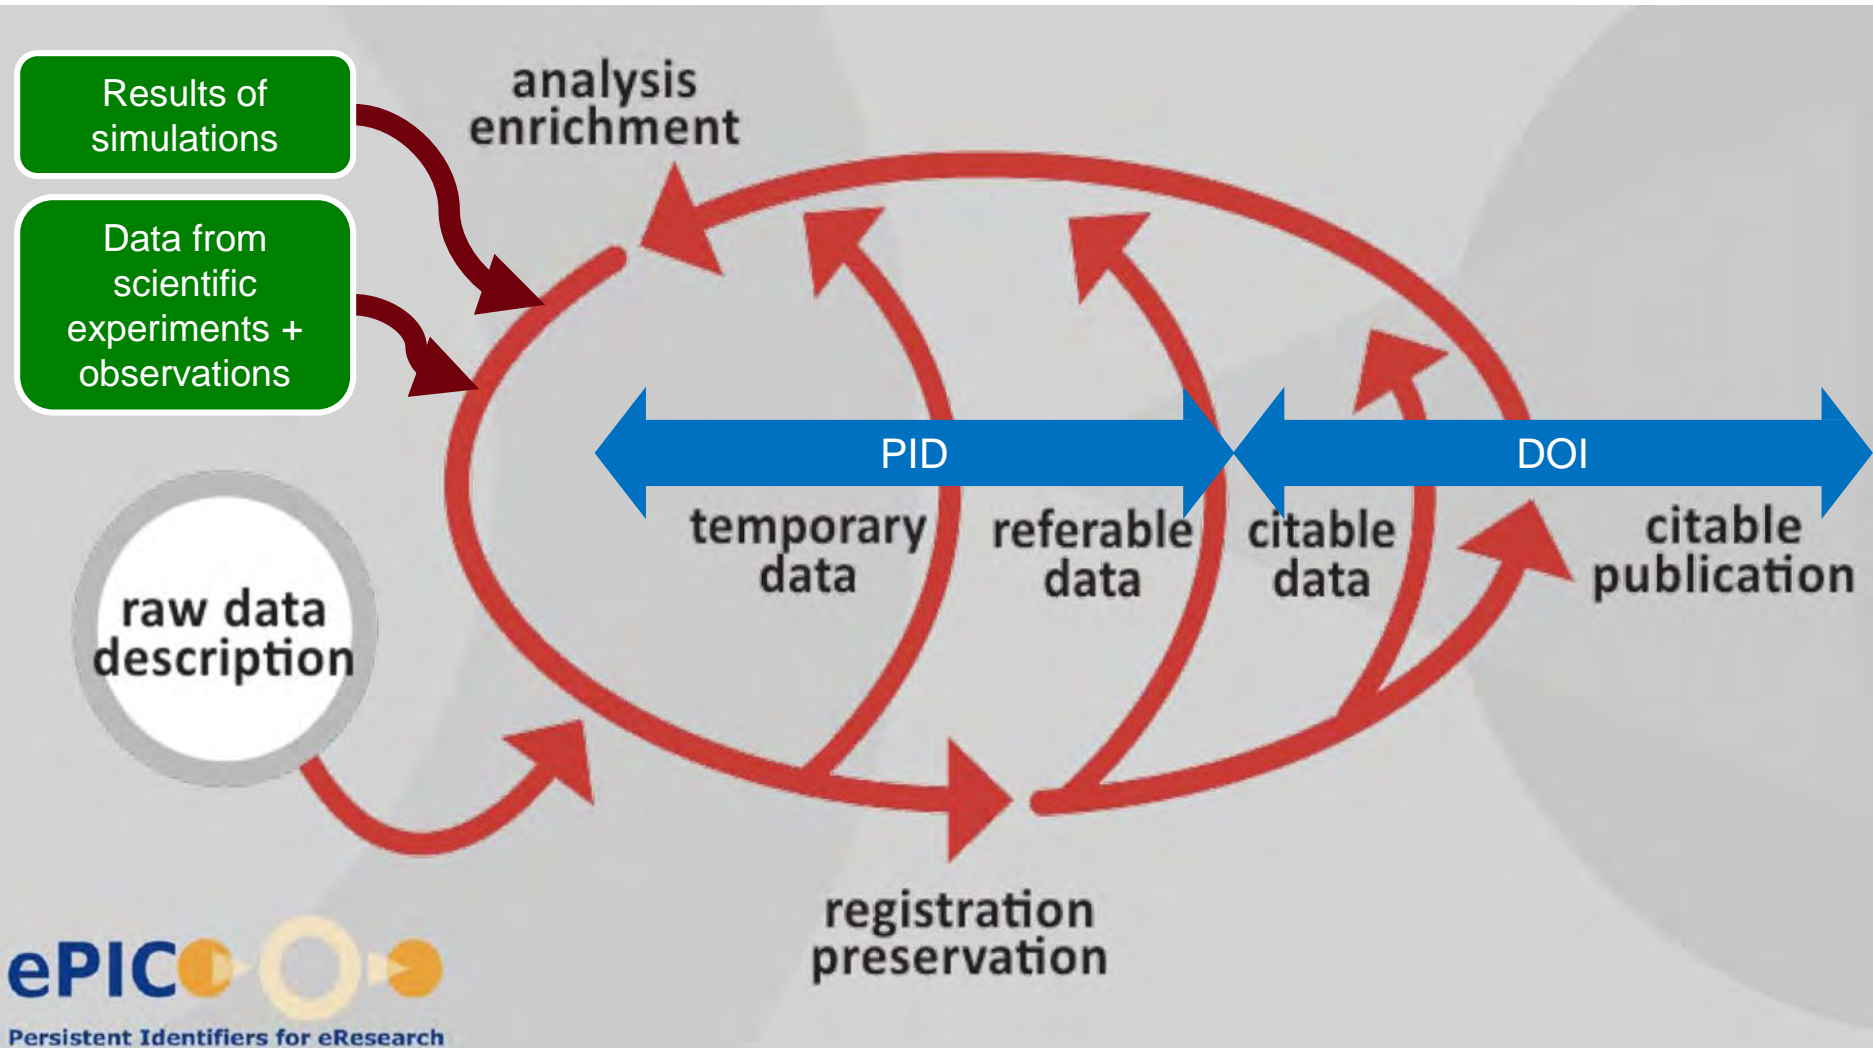 Results of
simulations
analysis
enrichment
Data from
scientific
experiments +
observations
PID
DOI
temporary
data
referable
data
citable
data
citable
publication
raw data
description
registration
preservation
ePIC
Persistent Identifiers for eResearch